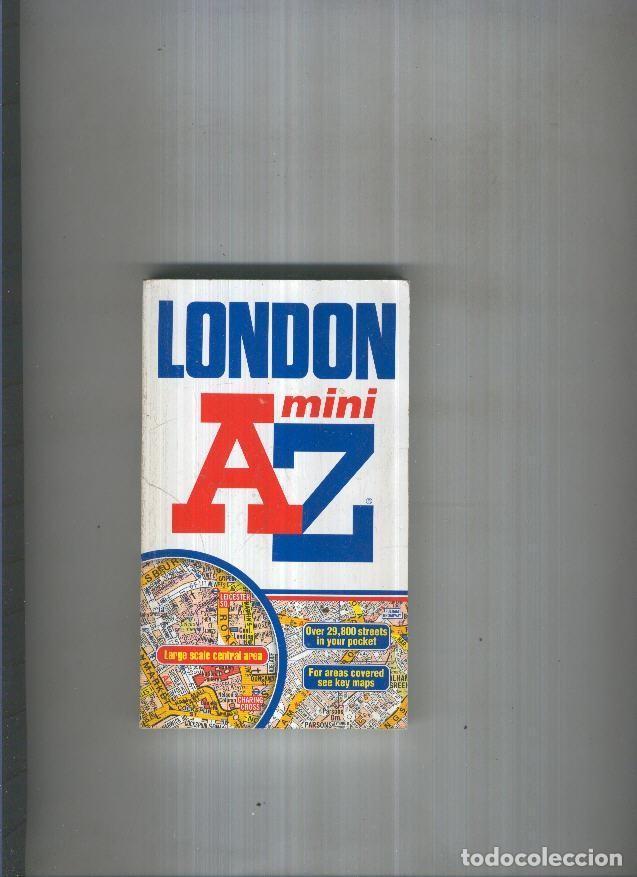 LONDON
mini
AZ
®
Large scale central area
Over 29,800 streets
in your pocket
For areas covered
see key maps
LEICESTER
SQ
CHARING
CROSS
PARSONS
todocoleccion